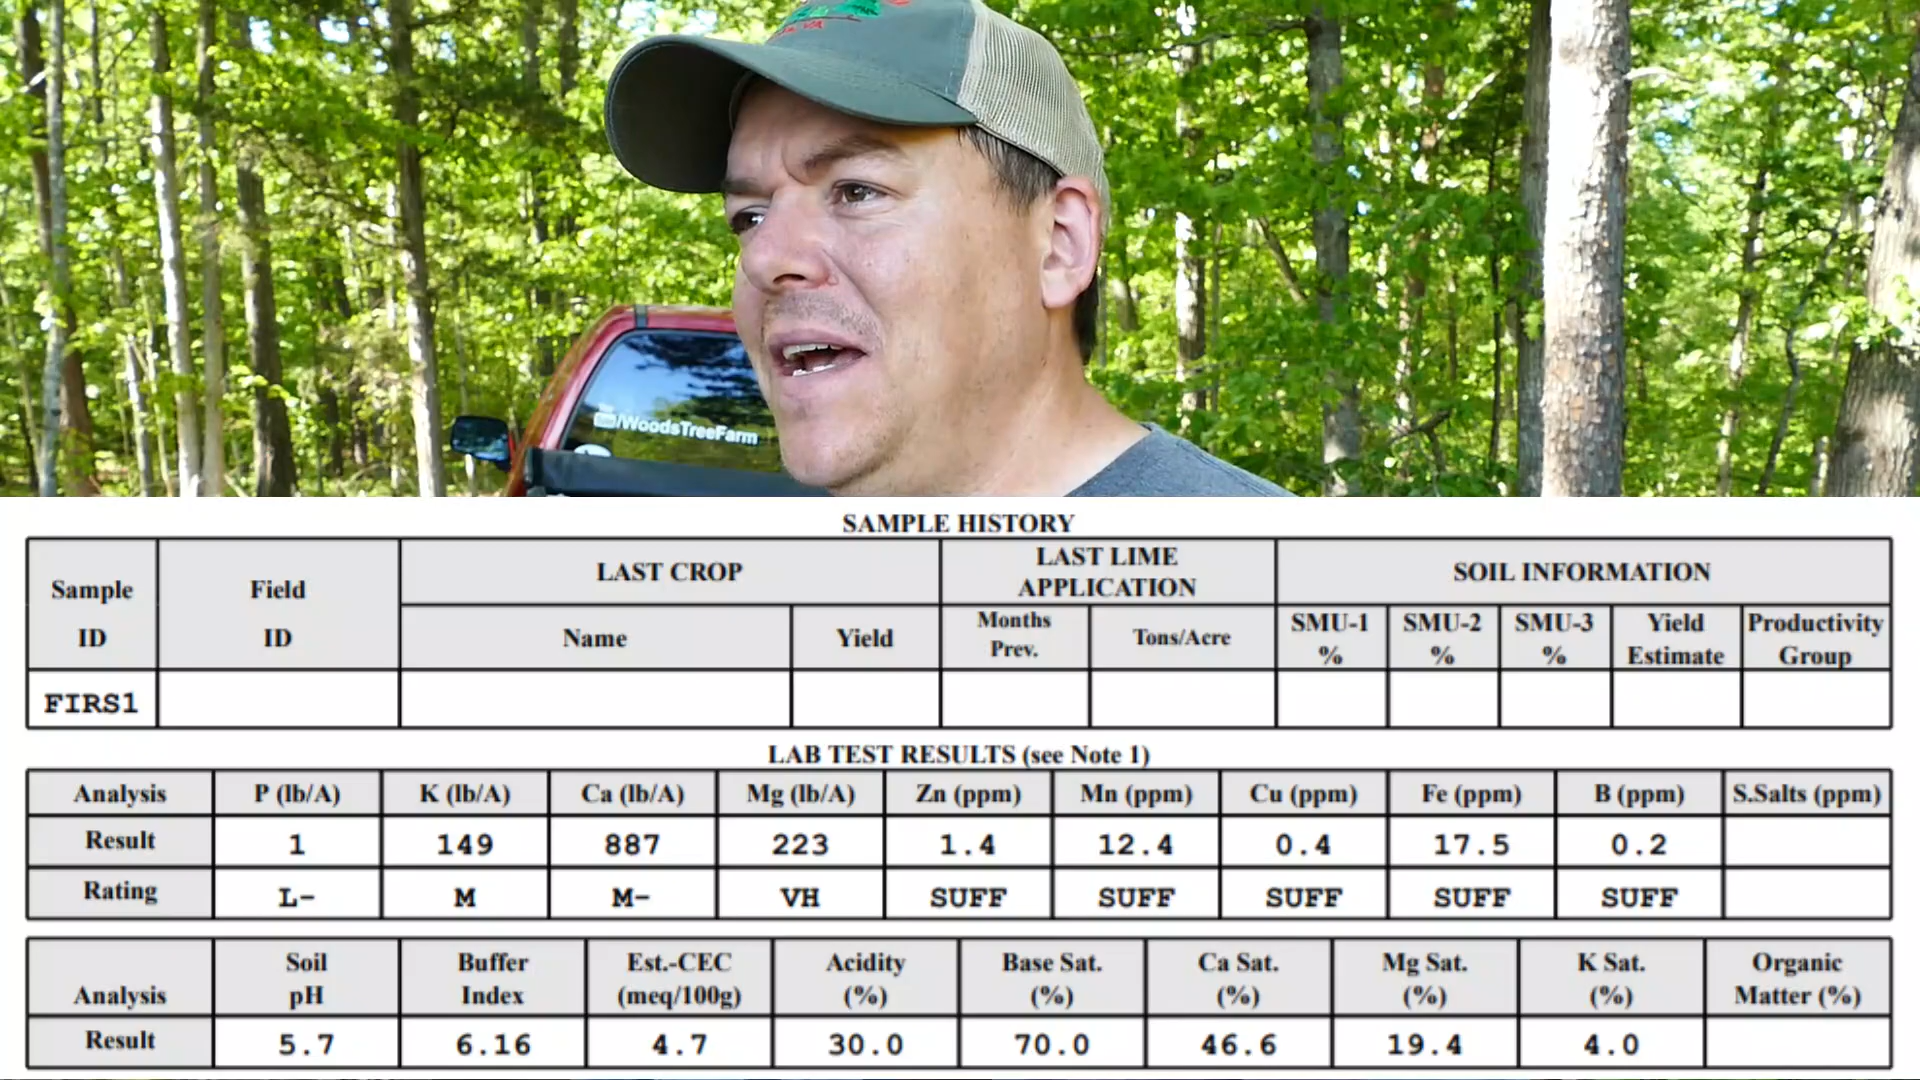 /WoodsTreeFarm
SAMPLE HISTORY
Sample ID Field ID LAST CROP LAST LIME APPLICATION SOIL INFORMATION
Name Yield Months Prev. Tons/Acre SMU-1 % SMU-2 % SMU-3 % Yield Estimate Productivity Group
FIRS1
LAB TEST RESULTS (see Note 1)
Analysis P (lb/A) K (lb/A) Ca (lb/A) Mg (lb/A) Zn (ppm) Mn (ppm) Cu (ppm) Fe (ppm) B (ppm) S.Salts (ppm)
Result 1 149 887 223 1.4 12.4 0.4 17.5 0.2
Rating L- M M- VH SUFF SUFF SUFF SUFF SUFF
Analysis Soil pH Buffer Index Est.-CEC (meq/100g) Acidity (%) Base Sat. (%) Ca Sat. (%) Mg Sat. (%) K Sat. (%) Organic Matter (%)
Result 5.7 6.16 4.7 30.0 70.0 46.6 19.4 4.0